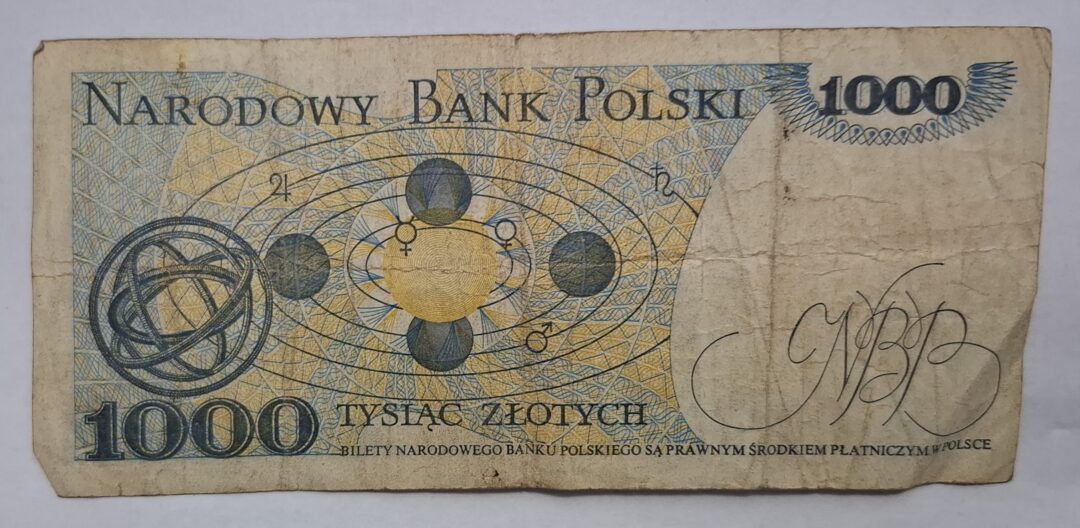 NARODOWY BANK POLSKI
1000
♃
♄
☿
♀
♂
NBP
1000
TYSIĄC ZŁOTYCH
BILETY NARODOWEGO BANKU POLSKIEGO SĄ PRAWNYM ŚRODKIEM PŁATNICZYM W POLSCE